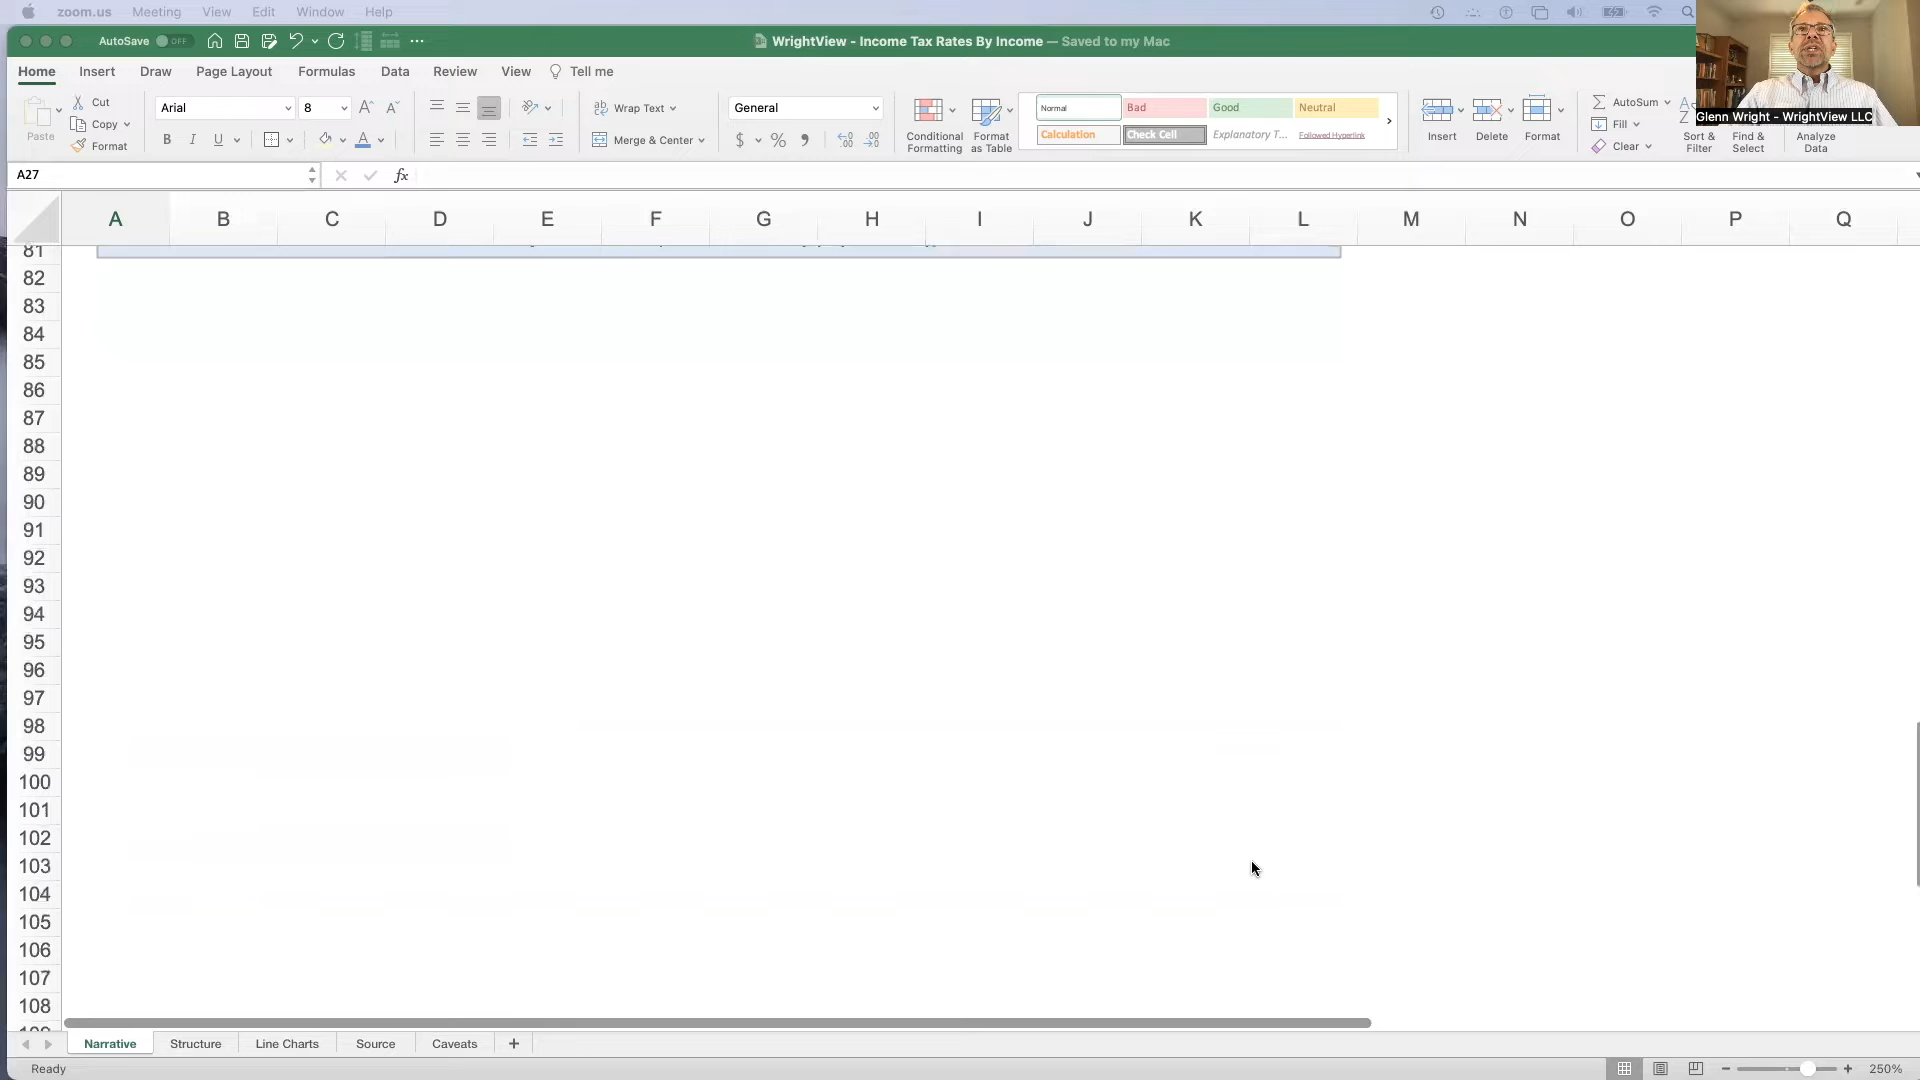 zoom.us Meeting View Edit Window Help
AutoSave OFF ... WrightView - Income Tax Rates By Income — Saved to my Mac
Home Insert Draw Page Layout Formulas Data Review View Tell me
Paste Cut Copy Format
Arial 8 A A
B I U A
ab Wrap Text
Merge & Center
General
$ % ,
Conditional Formatting
Format as Table
Normal Bad Good Neutral
Calculation Check Cell Explanatory T... Followed Hyperlink
Insert Delete Format
AutoSum
Fill
Clear
Sort & Filter
Find & Select
Analyze Data
Glenn Wright - WrightView LLC
A27 fx
A B C D E F G H I J K L M N O P Q
81
82
83
84
85
86
87
88
89
90
91
92
93
94
95
96
97
98
99
100
101
102
103
104
105
106
107
108
Narrative Structure Line Charts Source Caveats +
Ready 250%